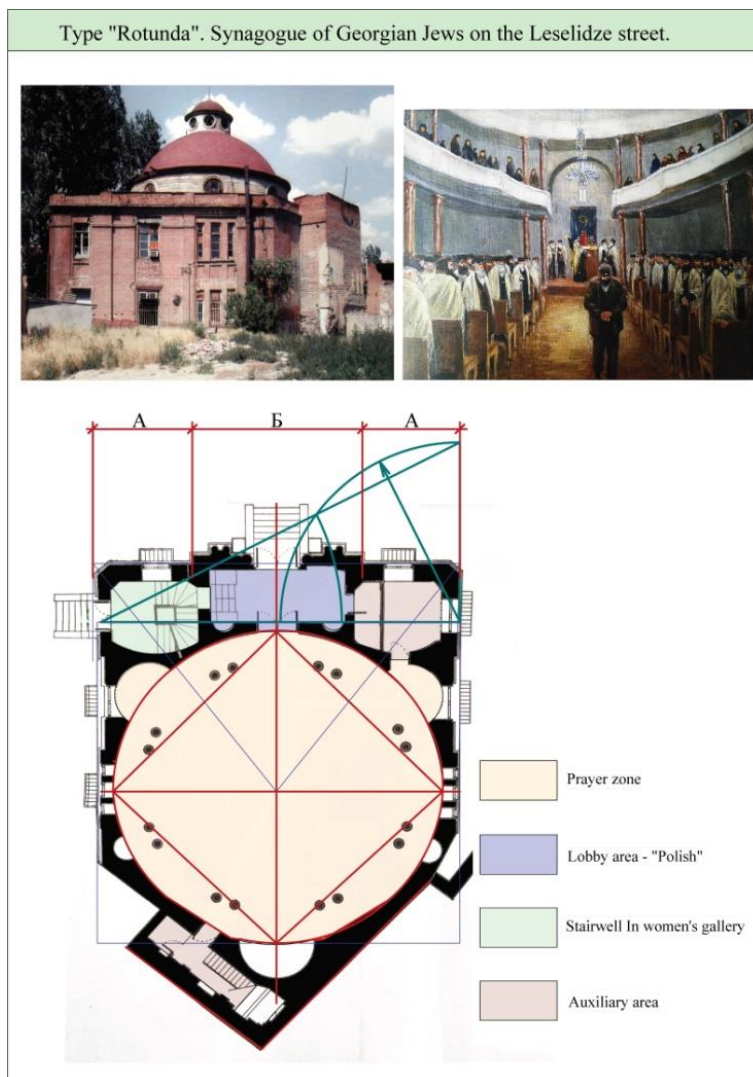 Type "Rotunda". Synagogue of Georgian Jews on the Leselidze street.
А Б А
Prayer zone
Lobby area - "Polish"
Stairwell In women's gallery
Auxiliary area